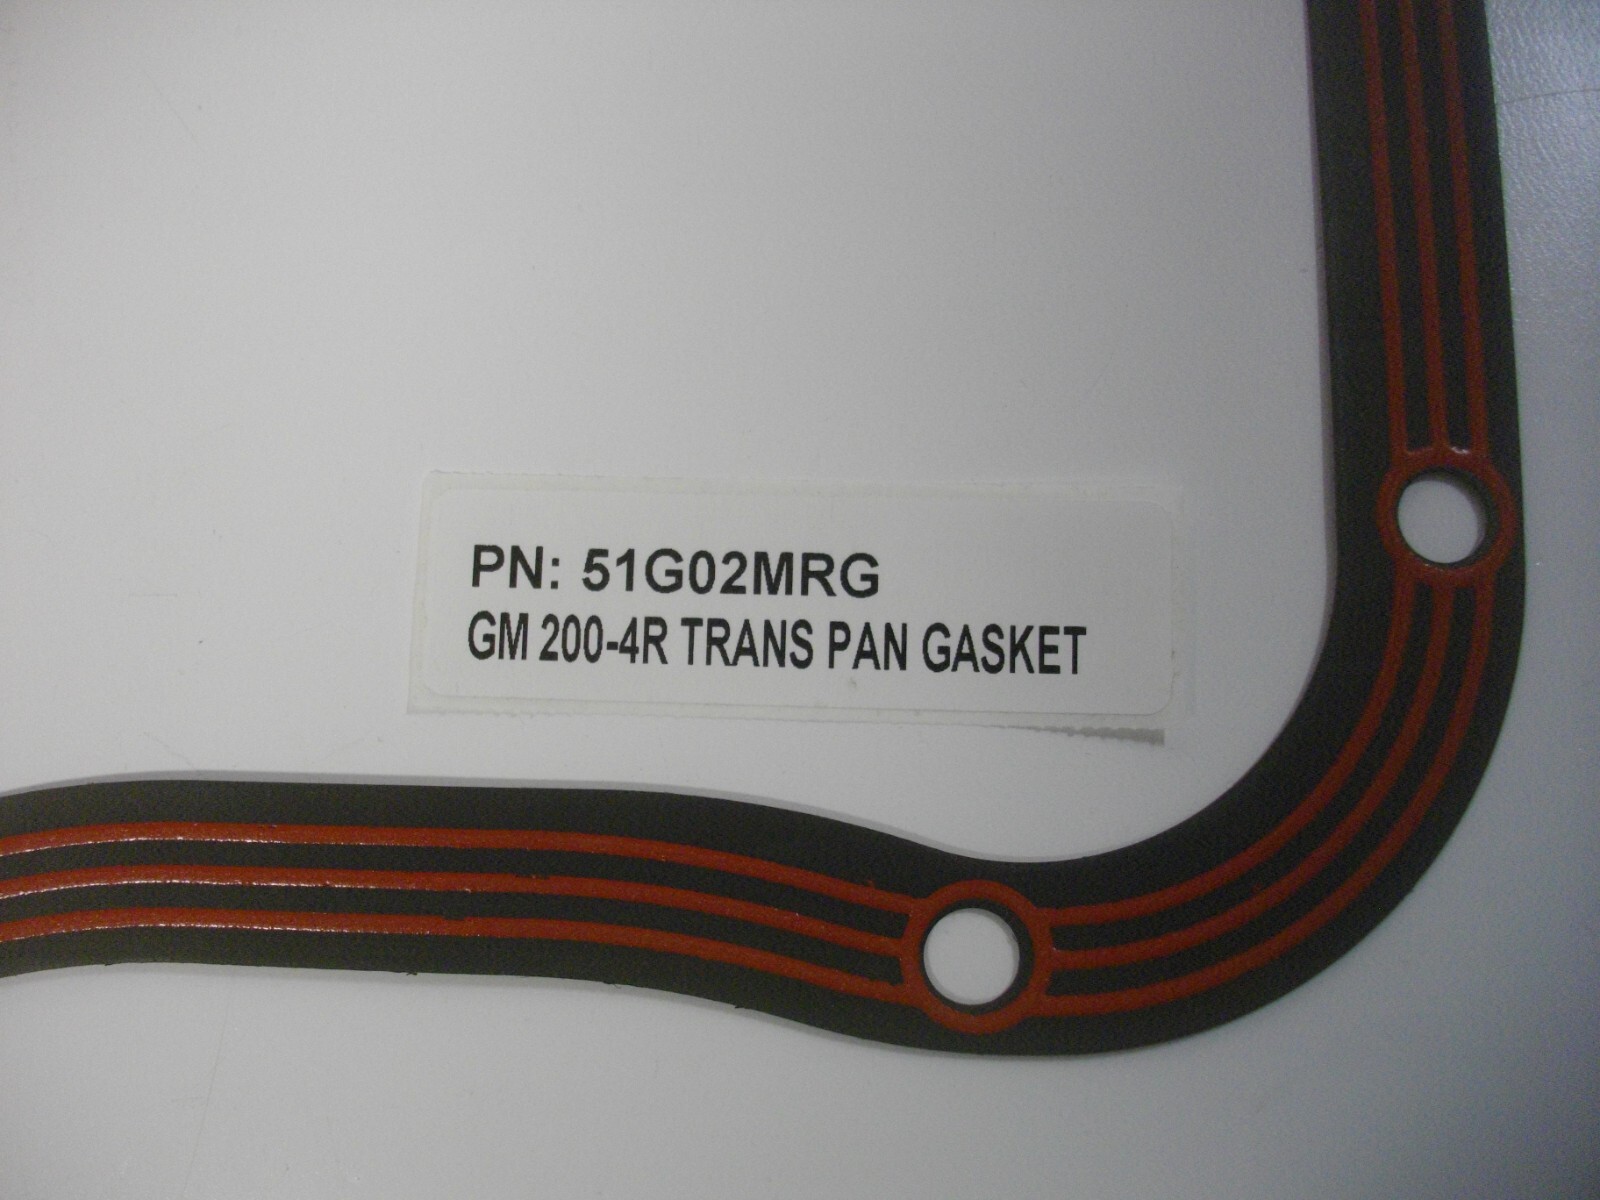 PN: 51G02MRG
GM 200-4R TRANS PAN GASKET